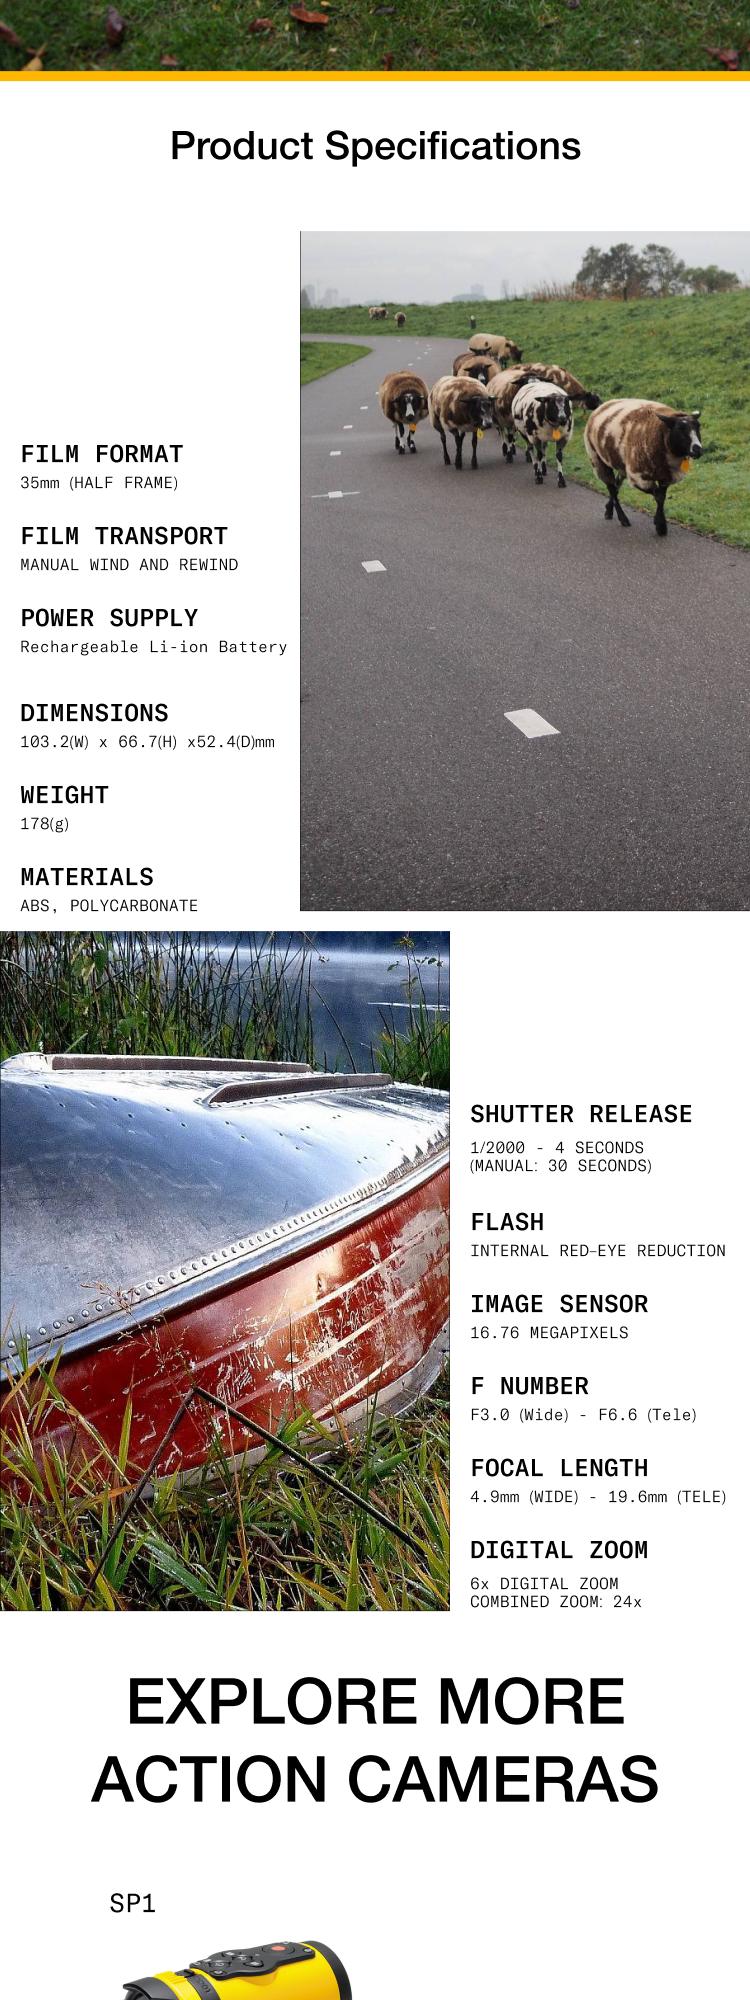 Product Specifications
FILM FORMAT
35mm (HALF FRAME)
FILM TRANSPORT
MANUAL WIND AND REWIND
POWER SUPPLY
Rechargeable Li-ion Battery
DIMENSIONS
103.2(W) x 66.7(H) x52.4(D)mm
WEIGHT
178(g)
MATERIALS
ABS, POLYCARBONATE
SHUTTER RELEASE
1/2000 - 4 SECONDS
(MANUAL: 30 SECONDS)
FLASH
INTERNAL RED-EYE REDUCTION
IMAGE SENSOR
16.76 MEGAPIXELS
F NUMBER
F3.0 (Wide) - F6.6 (Tele)
FOCAL LENGTH
4.9mm (WIDE) - 19.6mm (TELE)
DIGITAL ZOOM
6x DIGITAL ZOOM
COMBINED ZOOM: 24x
EXPLORE MORE
ACTION CAMERAS
SP1